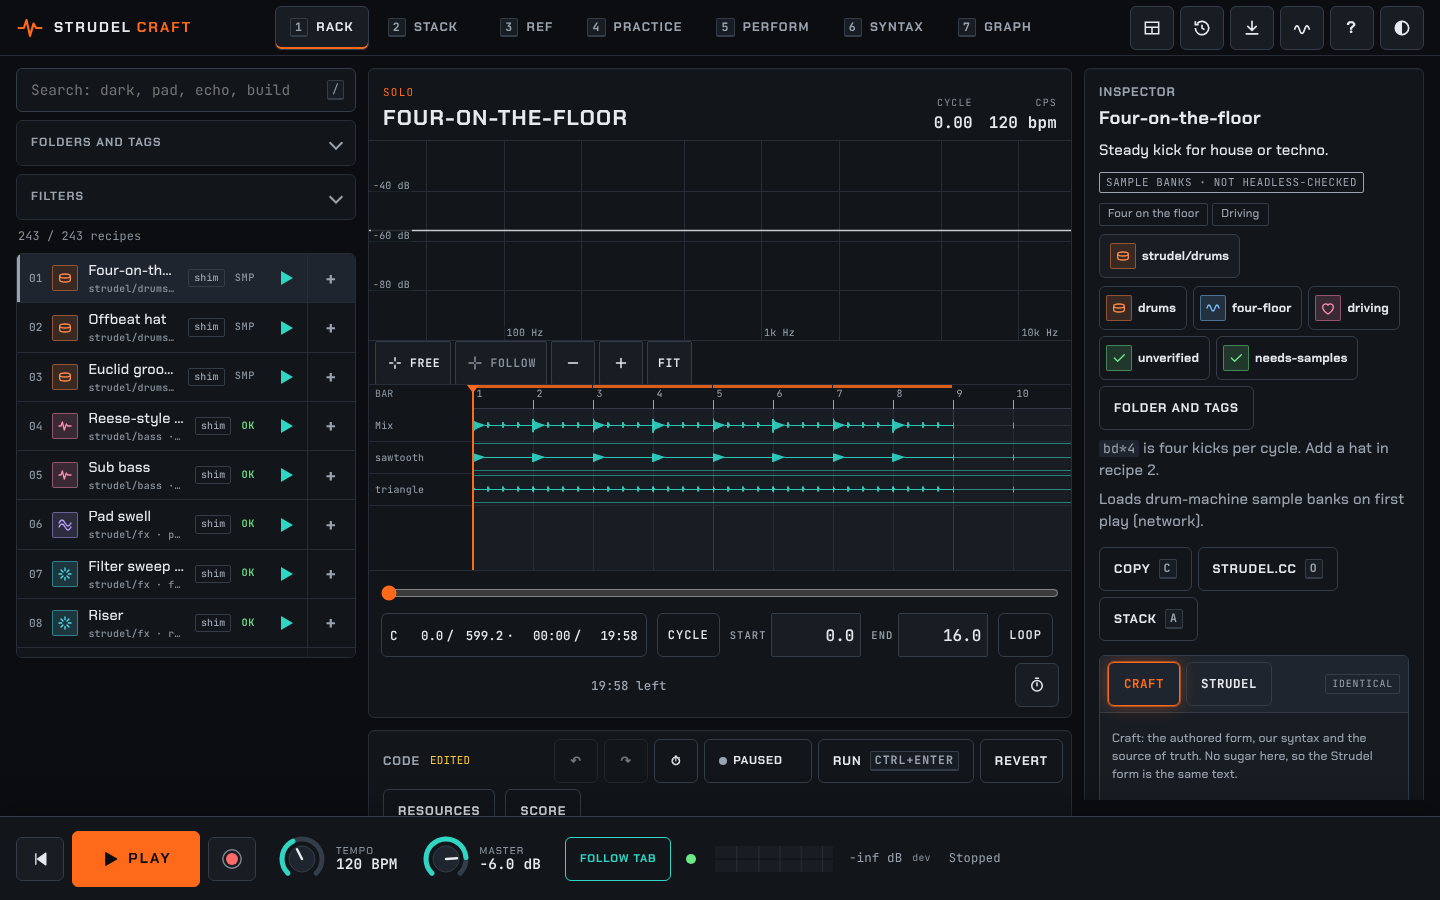 STRUDEL CRAFT
1 RACK
2 STACK
3 REF
4 PRACTICE
5 PERFORM
6 SYNTAX
7 GRAPH
?
Search: dark, pad, echo, build /
FOLDERS AND TAGS
FILTERS
243 / 243 recipes
01 Four-on-th… shim SMP +
strudel/drums…
02 Offbeat hat shim SMP +
strudel/drums…
03 Euclid groo… shim SMP +
strudel/drums…
04 Reese-style … shim OK +
strudel/bass ·…
05 Sub bass shim OK +
strudel/bass ·…
06 Pad swell shim OK +
strudel/fx · p…
07 Filter sweep … shim OK +
strudel/fx · f…
08 Riser shim OK +
strudel/fx · r…
SOLO
FOUR-ON-THE-FLOOR
CYCLE CPS
0.00 120 bpm
-40 dB
-60 dB
-80 dB
100 Hz 1k Hz 10k Hz
FREE FOLLOW − + FIT
BAR 1 2 3 4 5 6 7 8 9 10
Mix
sawtooth
triangle
C 0.0 / 599.2 · 00:00 / 19:58 CYCLE START 0.0 END 16.0 LOOP
19:58 left
CODE EDITED ↶ ↷ PAUSED RUN CTRL+ENTER REVERT
RESOURCES SCORE
INSPECTOR
Four-on-the-floor
Steady kick for house or techno.
SAMPLE BANKS · NOT HEADLESS-CHECKED
Four on the floor Driving
strudel/drums
drums four-floor driving
unverified needs-samples
FOLDER AND TAGS
bd*4 is four kicks per cycle. Add a hat in
recipe 2.
Loads drum-machine sample banks on first
play (network).
COPY C STRUDEL.CC O
STACK A
CRAFT STRUDEL IDENTICAL
Craft: the authored form, our syntax and the
source of truth. No sugar here, so the Strudel
form is the same text.
PLAY
TEMPO
120 BPM
MASTER
-6.0 dB
FOLLOW TAB
-inf dB dev Stopped